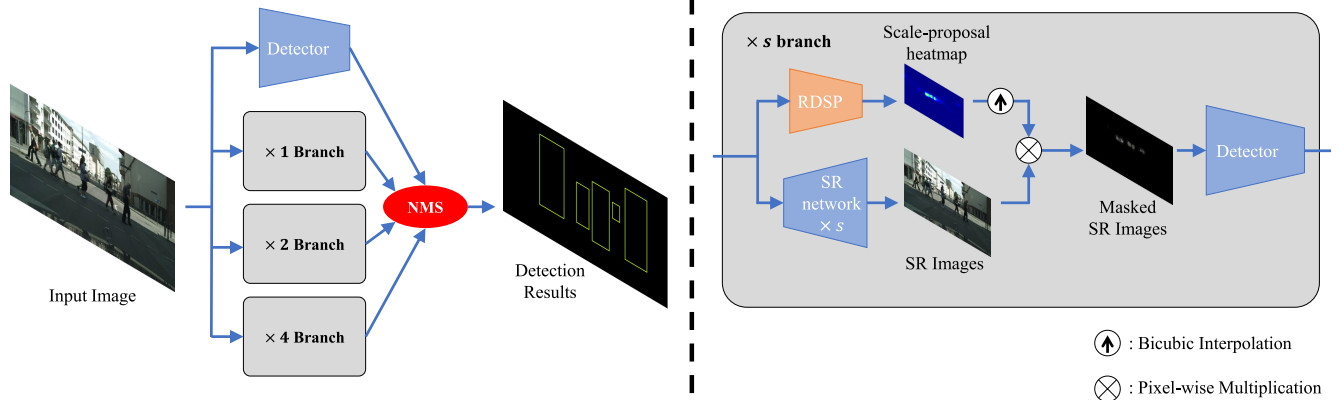 Detector
× 1 Branch
× 2 Branch
× 4 Branch
NMS
Input Image
Detection
Results
× s branch
Scale-proposal
heatmap
RDSP
SR
network
× s
SR Images
Masked
SR Images
Detector
: Bicubic Interpolation
: Pixel-wise Multiplication